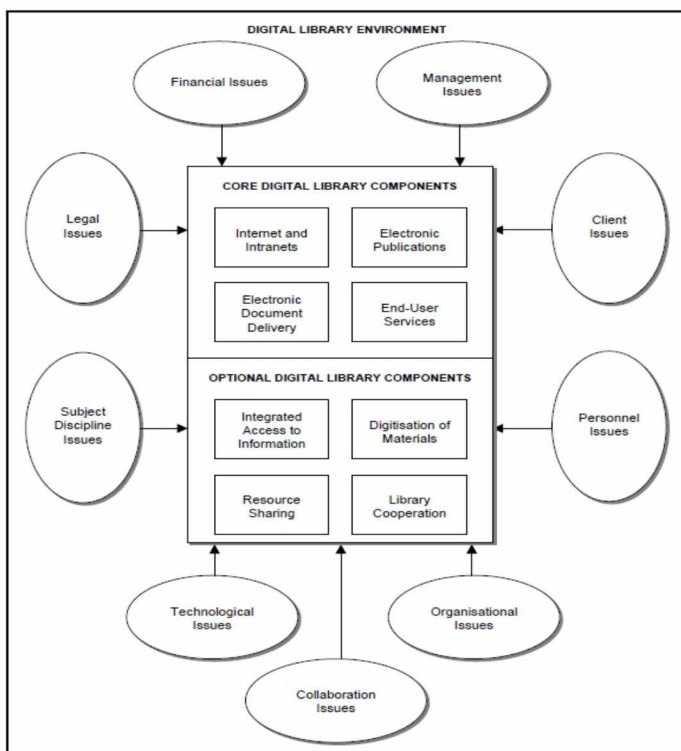 DIGITAL LIBRARY ENVIRONMENT
Financial Issues
Management
Issues
CORE DIGITAL LIBRARY COMPONENTS
Legal
Issues
Internet and
Intranets
Electronic
Publications
Client
Issues
Electronic
Document
Delivery
End-User
Services
OPTIONAL DIGITAL LIBRARY COMPONENTS
Subject
Discipline
Issues
Integrated
Access to
Information
Digitisation of
Materials
Personnel
Issues
Resource
Sharing
Library
Cooperation
Technological
Issues
Organisational
Issues
Collaboration
Issues